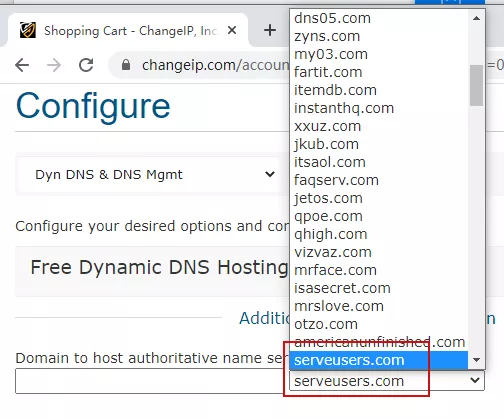 dns05.com
Shopping Cart - ChangeIP, Inc
zyns.com
my03.com
changeip.com/accoun
fartit.com
=0
itemdb.com
Configure
instanthq.com
xxuz.com
jkub.com
itsaol.com
Dyn DNS & DNS Mgmt
faqserv.com
jetos.com
qpoe.com
Configure your desired options and con
qhigh.com
vizvaz.com
Free Dynamic DNS Hosting
mrface.com
isasecret.com
mrslove.com
Additio
otzo.com
americanunfinished.com
Domain to host authoritative name se
serveusers.com
serveusers.com